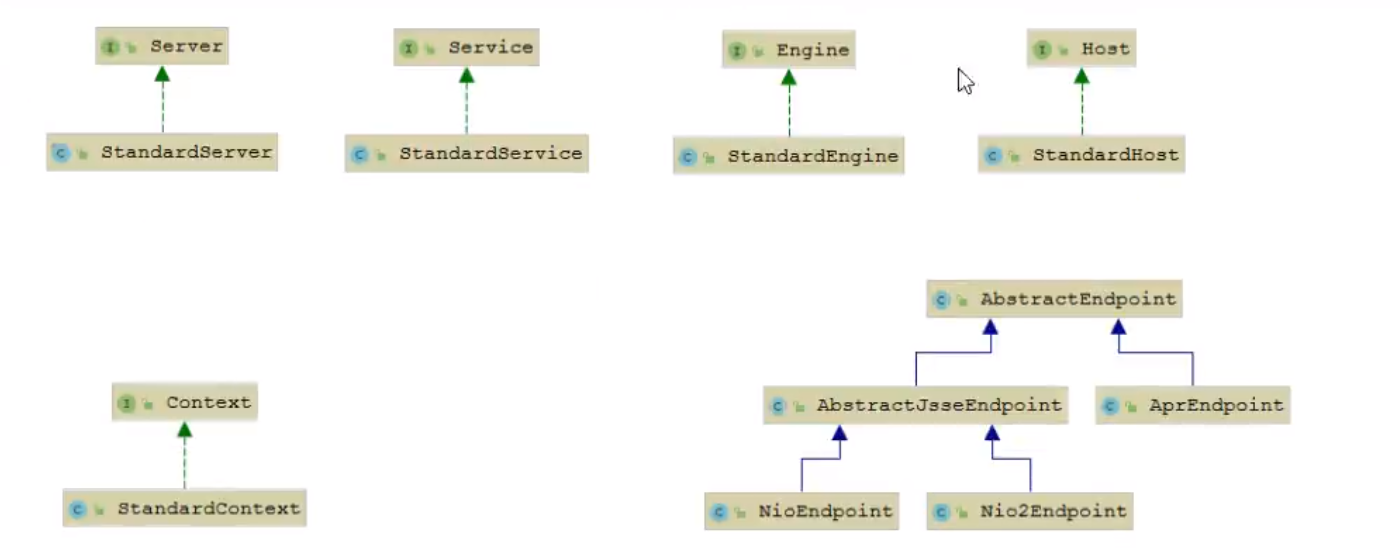 Server
Service
Engine
Host
StandardServer
StandardService
StandardEngine
StandardHost
AbstractEndpoint
Context
AbstractJsseEndpoint
AprEndpoint
StandardContext
NioEndpoint
Nio2Endpoint